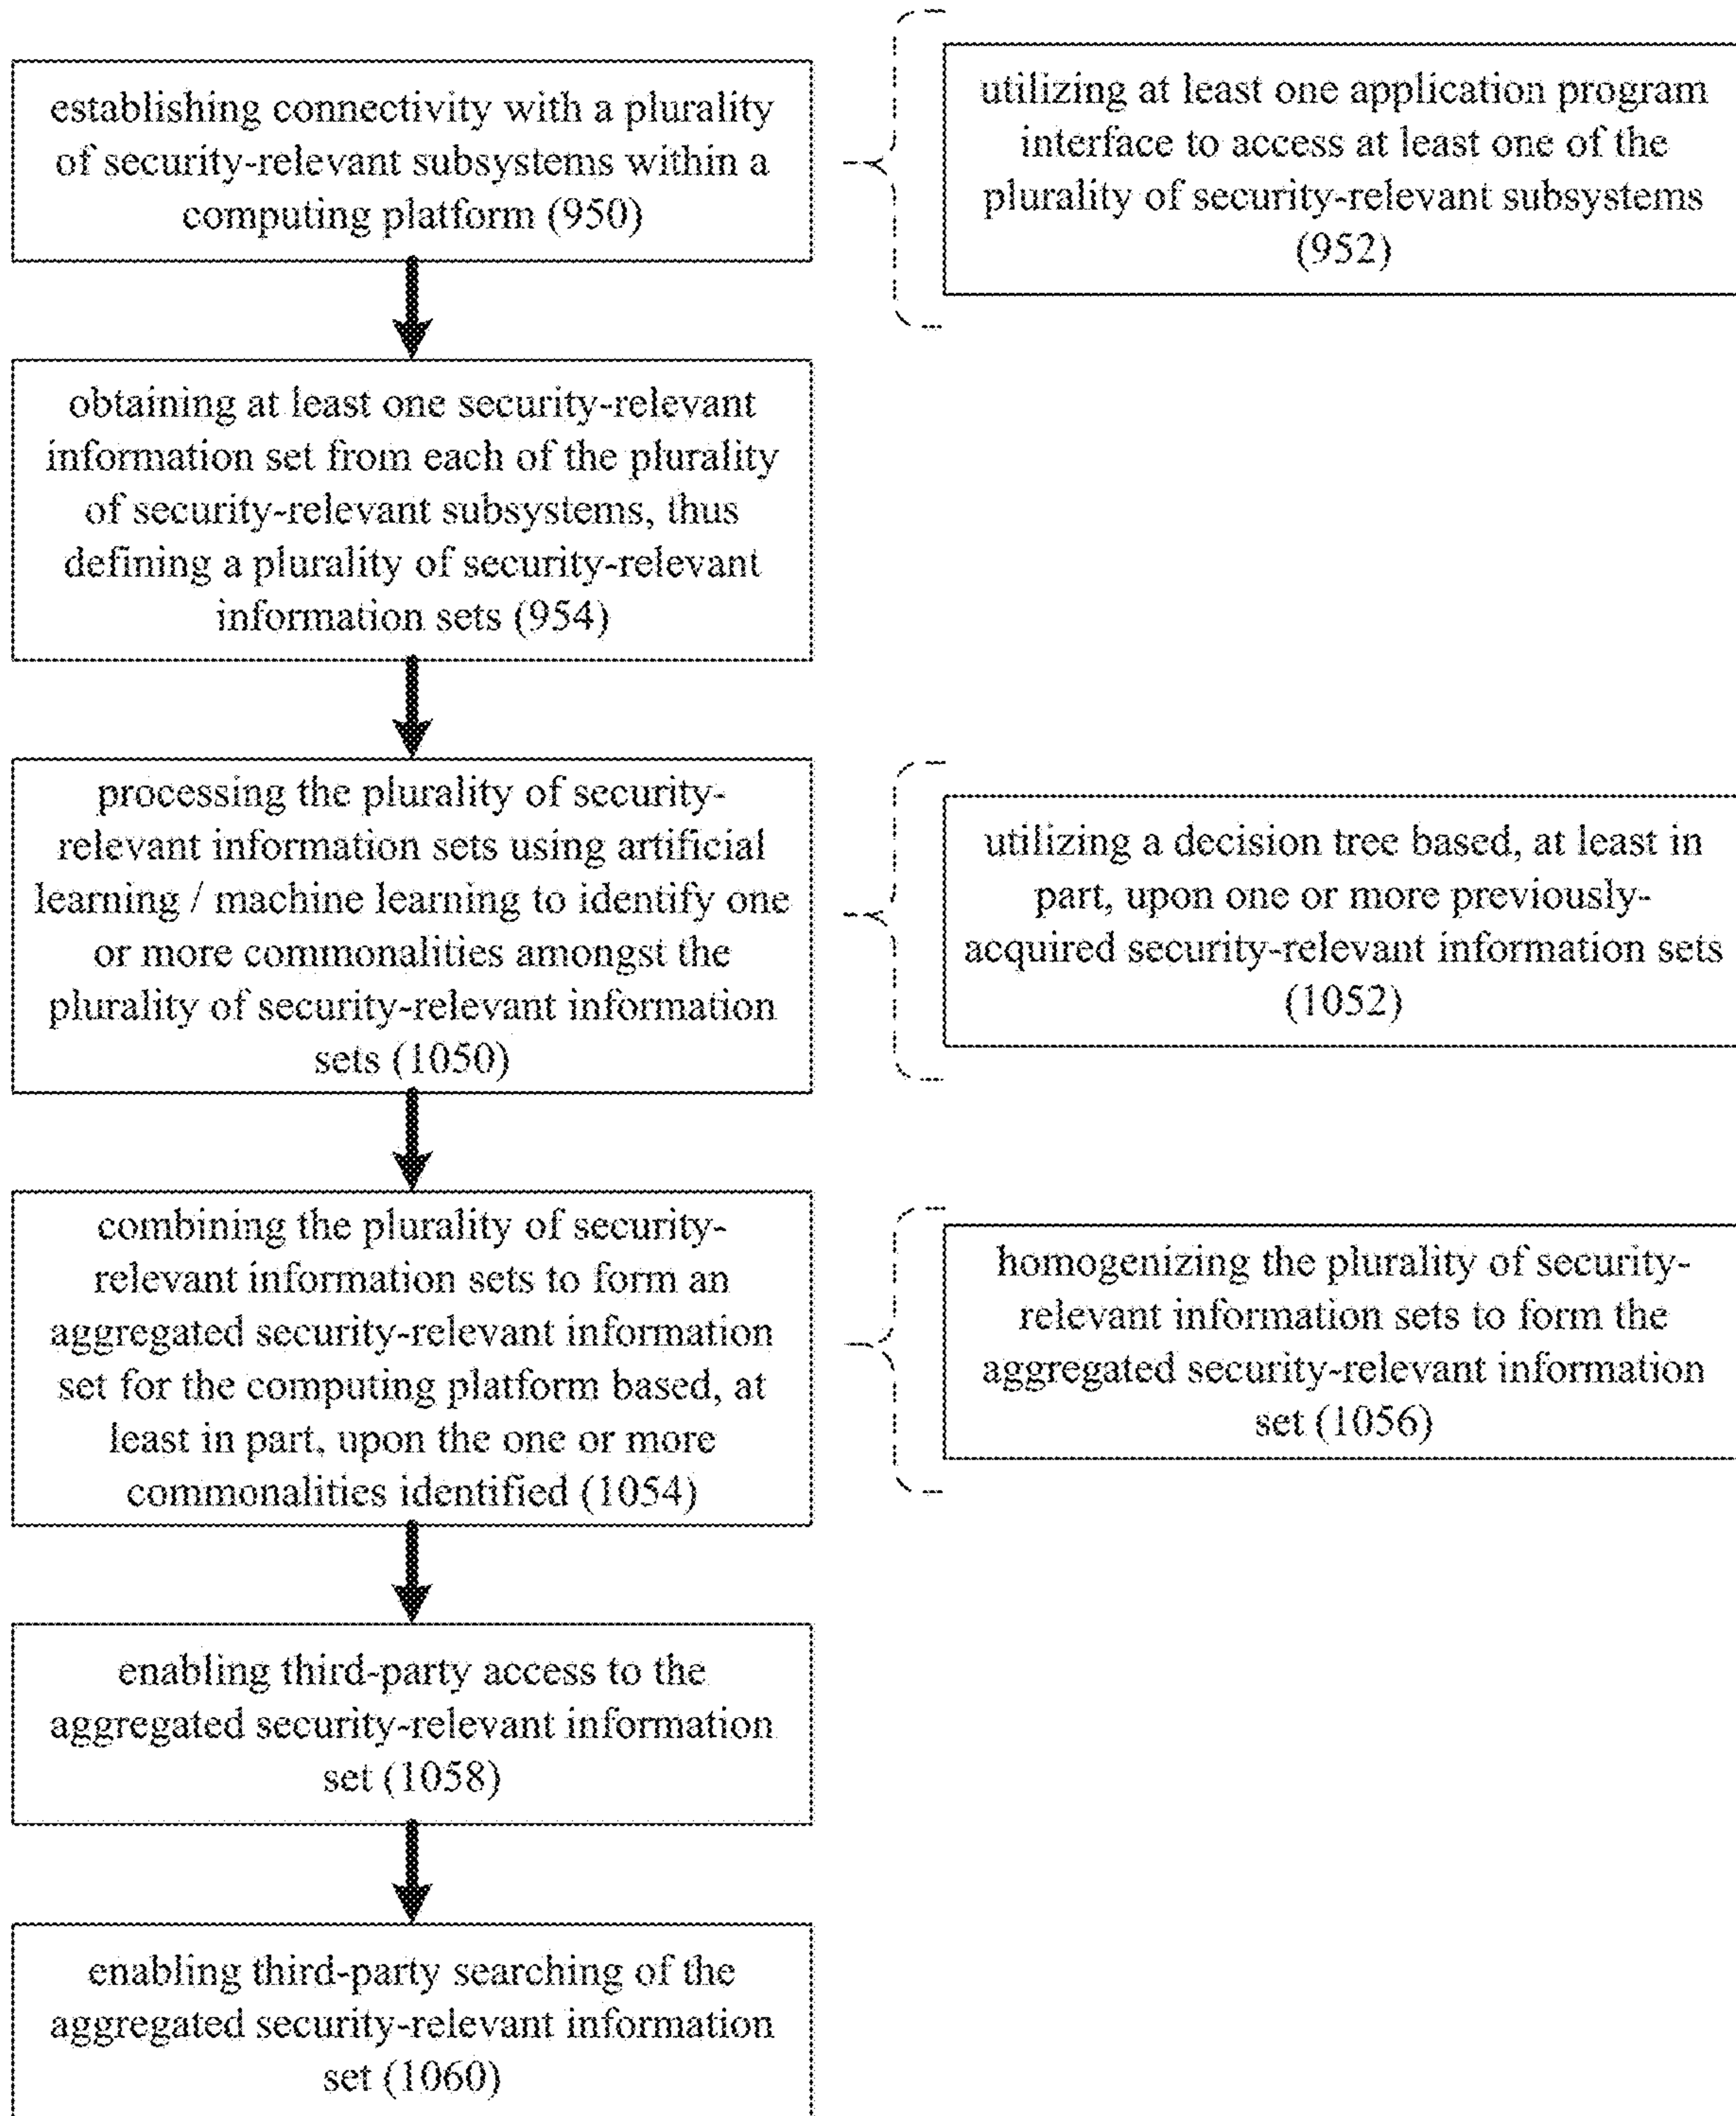 establishing connectivity with a plurality
of security-relevant subsystems within a
computing platform (950)
utilizing at least one application program
interface to access at least one of the
plurality of security-relevant subsystems
(952)
obtaining at least one security-relevant
information set from each of the plurality
of security-relevant subsystems, thus
defining a plurality of security-relevant
information sets (954)
processing the plurality of security-
relevant information sets using artificial
learning / machine learning to identify one
or more commonalities amongst the
plurality of security-relevant information
sets (1050)
utilizing a decision tree based, at least in
part, upon one or more previously-
acquired security-relevant information sets
(1052)
combining the plurality of security-
relevant information sets to form an
aggregated security-relevant information
set for the computing platform based, at
least in part, upon the one or more
commonalities identified (1054)
homogenizing the plurality of security-
relevant information sets to form the
aggregated security-relevant information
set (1056)
enabling third-party access to the
aggregated security-relevant information
set (1058)
enabling third-party searching of the
aggregated security-relevant information
set (1060)